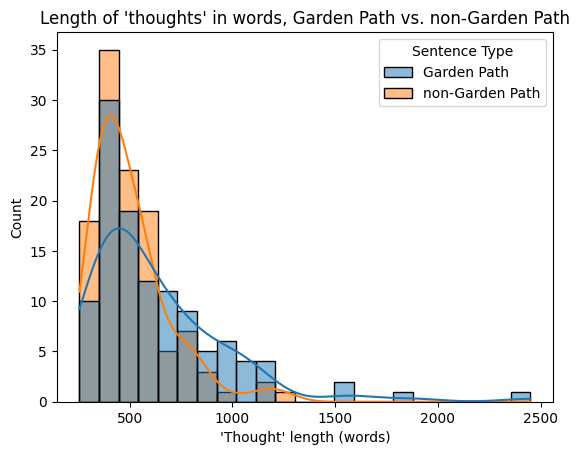 Length of 'thoughts' in words, Garden Path vs. non-Garden Path
Sentence Type
Garden Path
non-Garden Path
Count
35
30
25
20
15
10
5
0
500
1000
1500
2000
2500
'Thought' length (words)